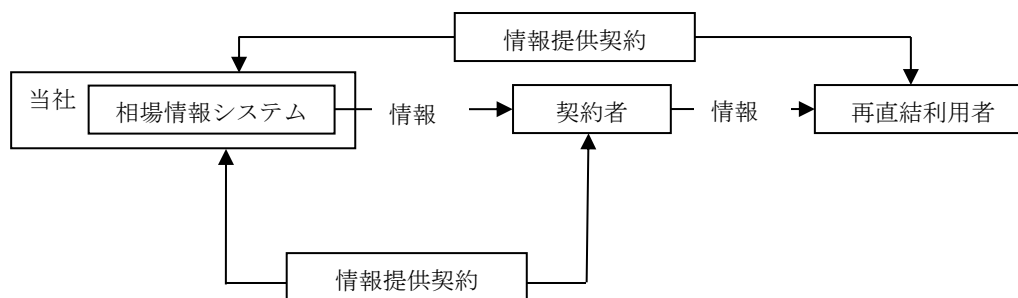 情報提供契約
当社
相場情報システム
情報
契約者
情報
再直結利用者
情報提供契約